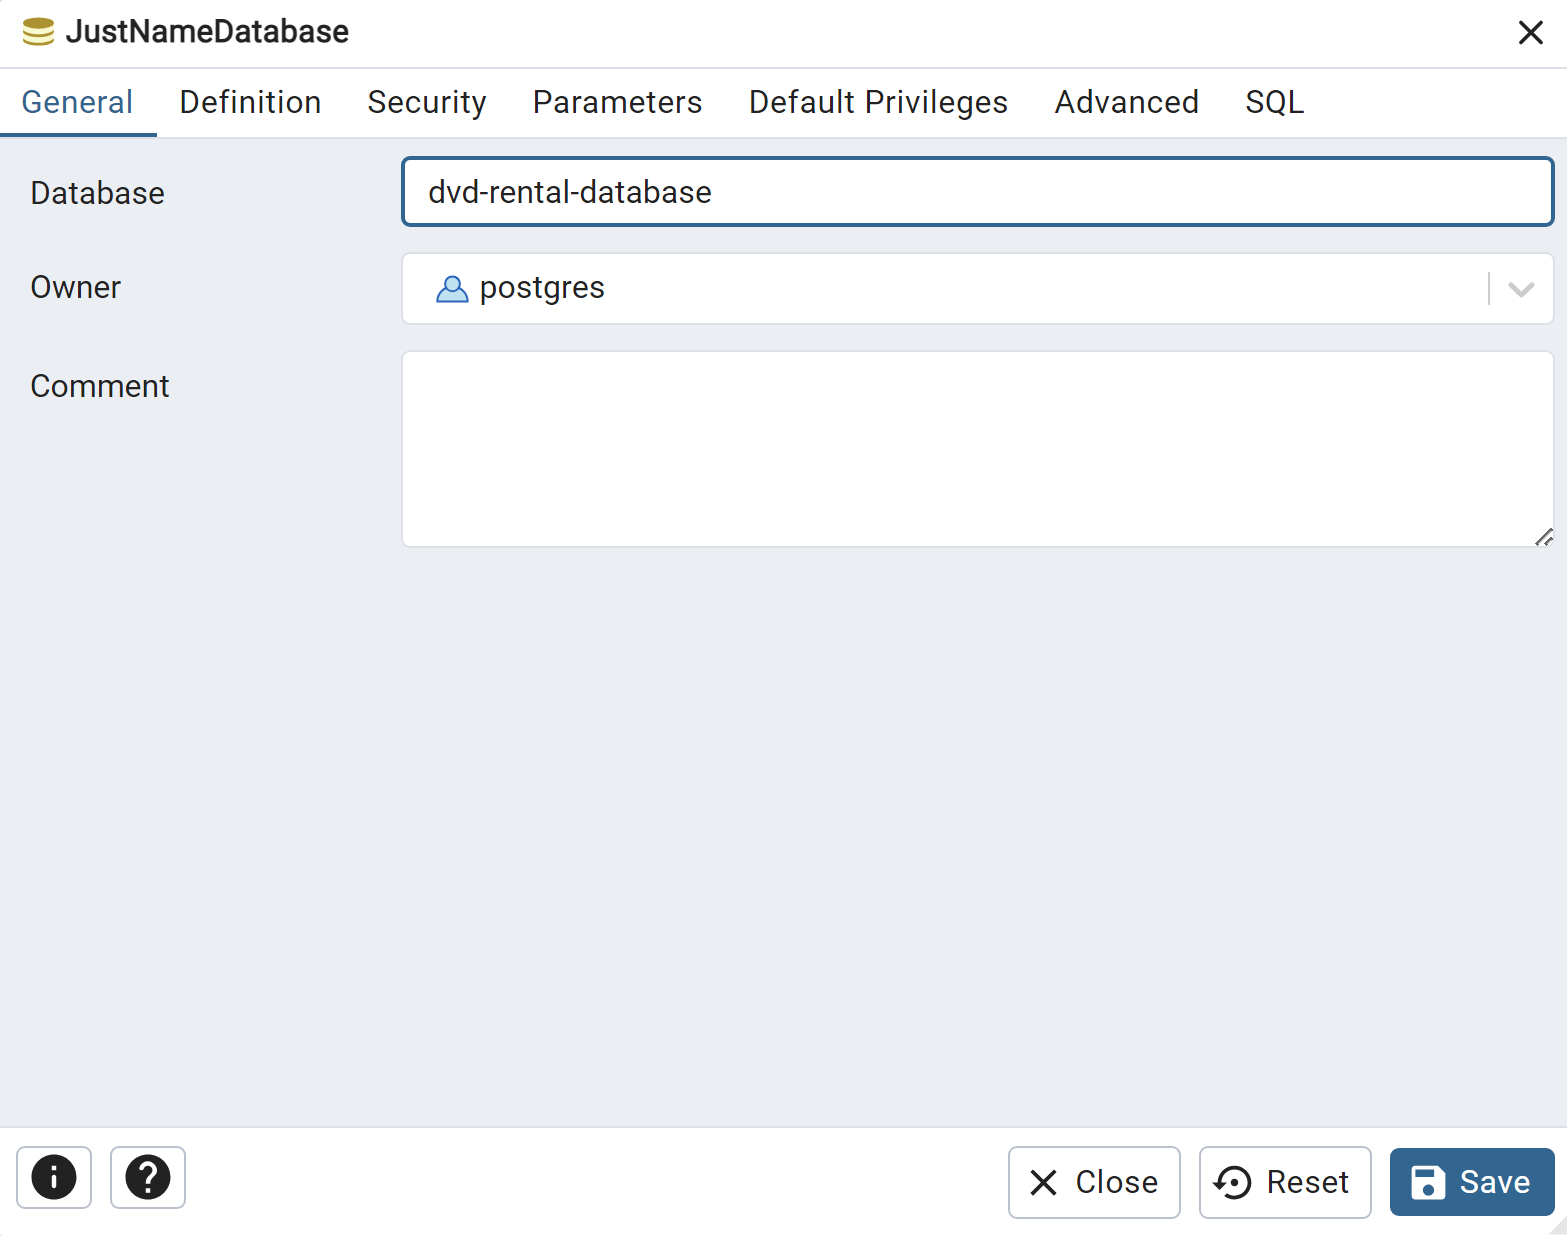 JustNameDatabase
General Definition Security Parameters Default Privileges Advanced SQL
Database dvd-rental-database
Owner postgres
Comment
Close Reset Save